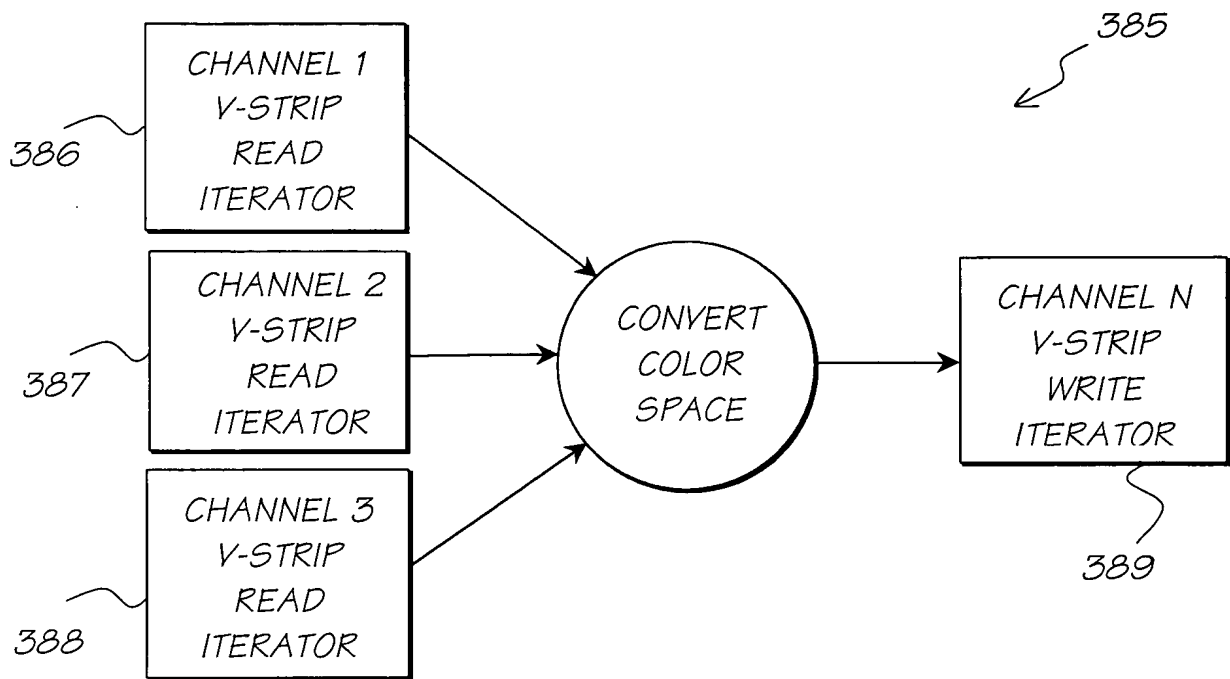 385
CHANNEL 1
V-STRIP
READ
ITERATOR
386
CHANNEL 2
V-STRIP
READ
ITERATOR
387
CHANNEL 3
V-STRIP
READ
ITERATOR
388
CONVERT
COLOR
SPACE
CHANNEL N
V-STRIP
WRITE
ITERATOR
389